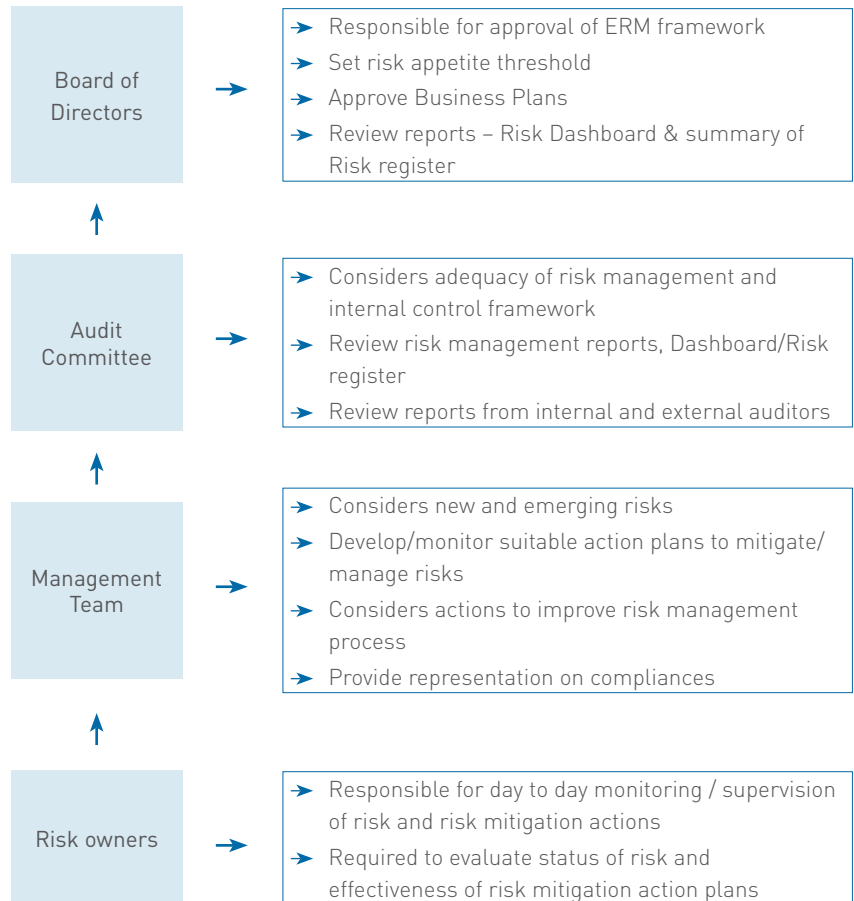 Board of
Directors
Responsible for approval of ERM framework
Set risk appetite threshold
Approve Business Plans
Review reports – Risk Dashboard & summary of
Risk register
Audit
Committee
Considers adequacy of risk management and
internal control framework
Review risk management reports, Dashboard/Risk
register
Review reports from internal and external auditors
Management
Team
Considers new and emerging risks
Develop/monitor suitable action plans to mitigate/
manage risks
Considers actions to improve risk management
process
Provide representation on compliances
Risk owners
Responsible for day to day monitoring / supervision
of risk and risk mitigation actions
Required to evaluate status of risk and
effectiveness of risk mitigation action plans